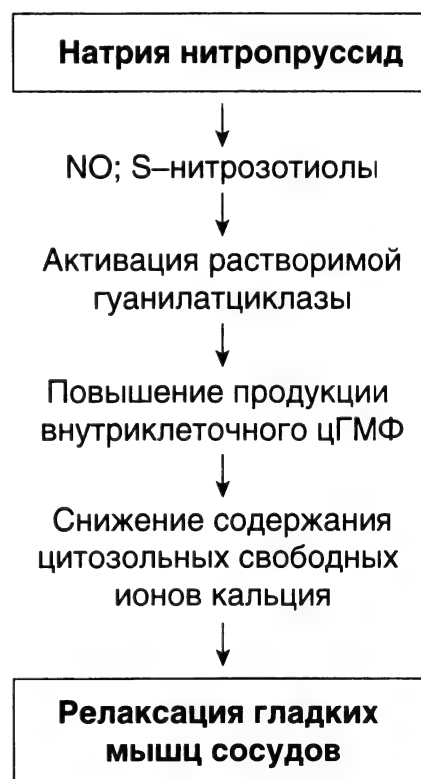 Натрия нитропруссид
NO; S–нитрозотиолы
Активация растворимой
гуанилатциклазы
Повышение продукции
внутриклеточного цГМФ
Снижение содержания
цитозольных свободных
ионов кальция
Релаксация гладких
мышц сосудов